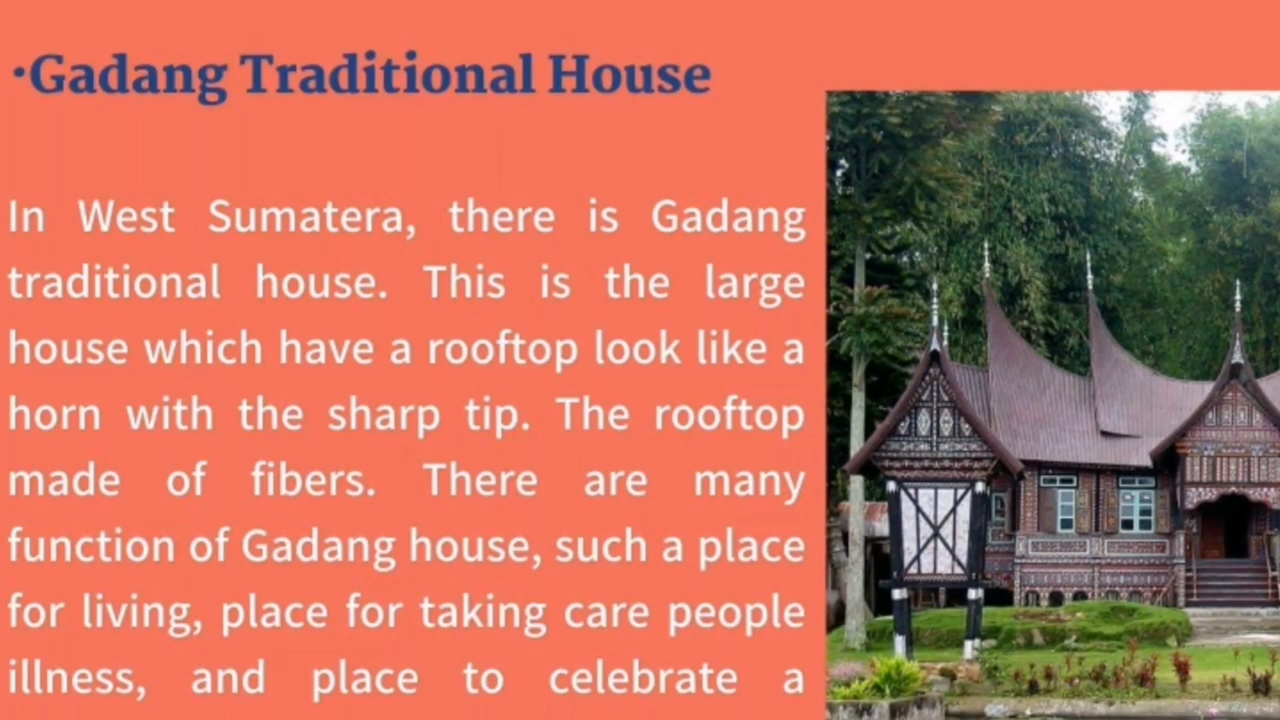 ·Gadang Traditional House
In West Sumatera, there is Gadang
traditional house. This is the large
house which have a rooftop look like a
horn with the sharp tip. The rooftop
made of fibers. There are many
function of Gadang house, such a place
for living, place for taking care people
illness, and place to celebrate a